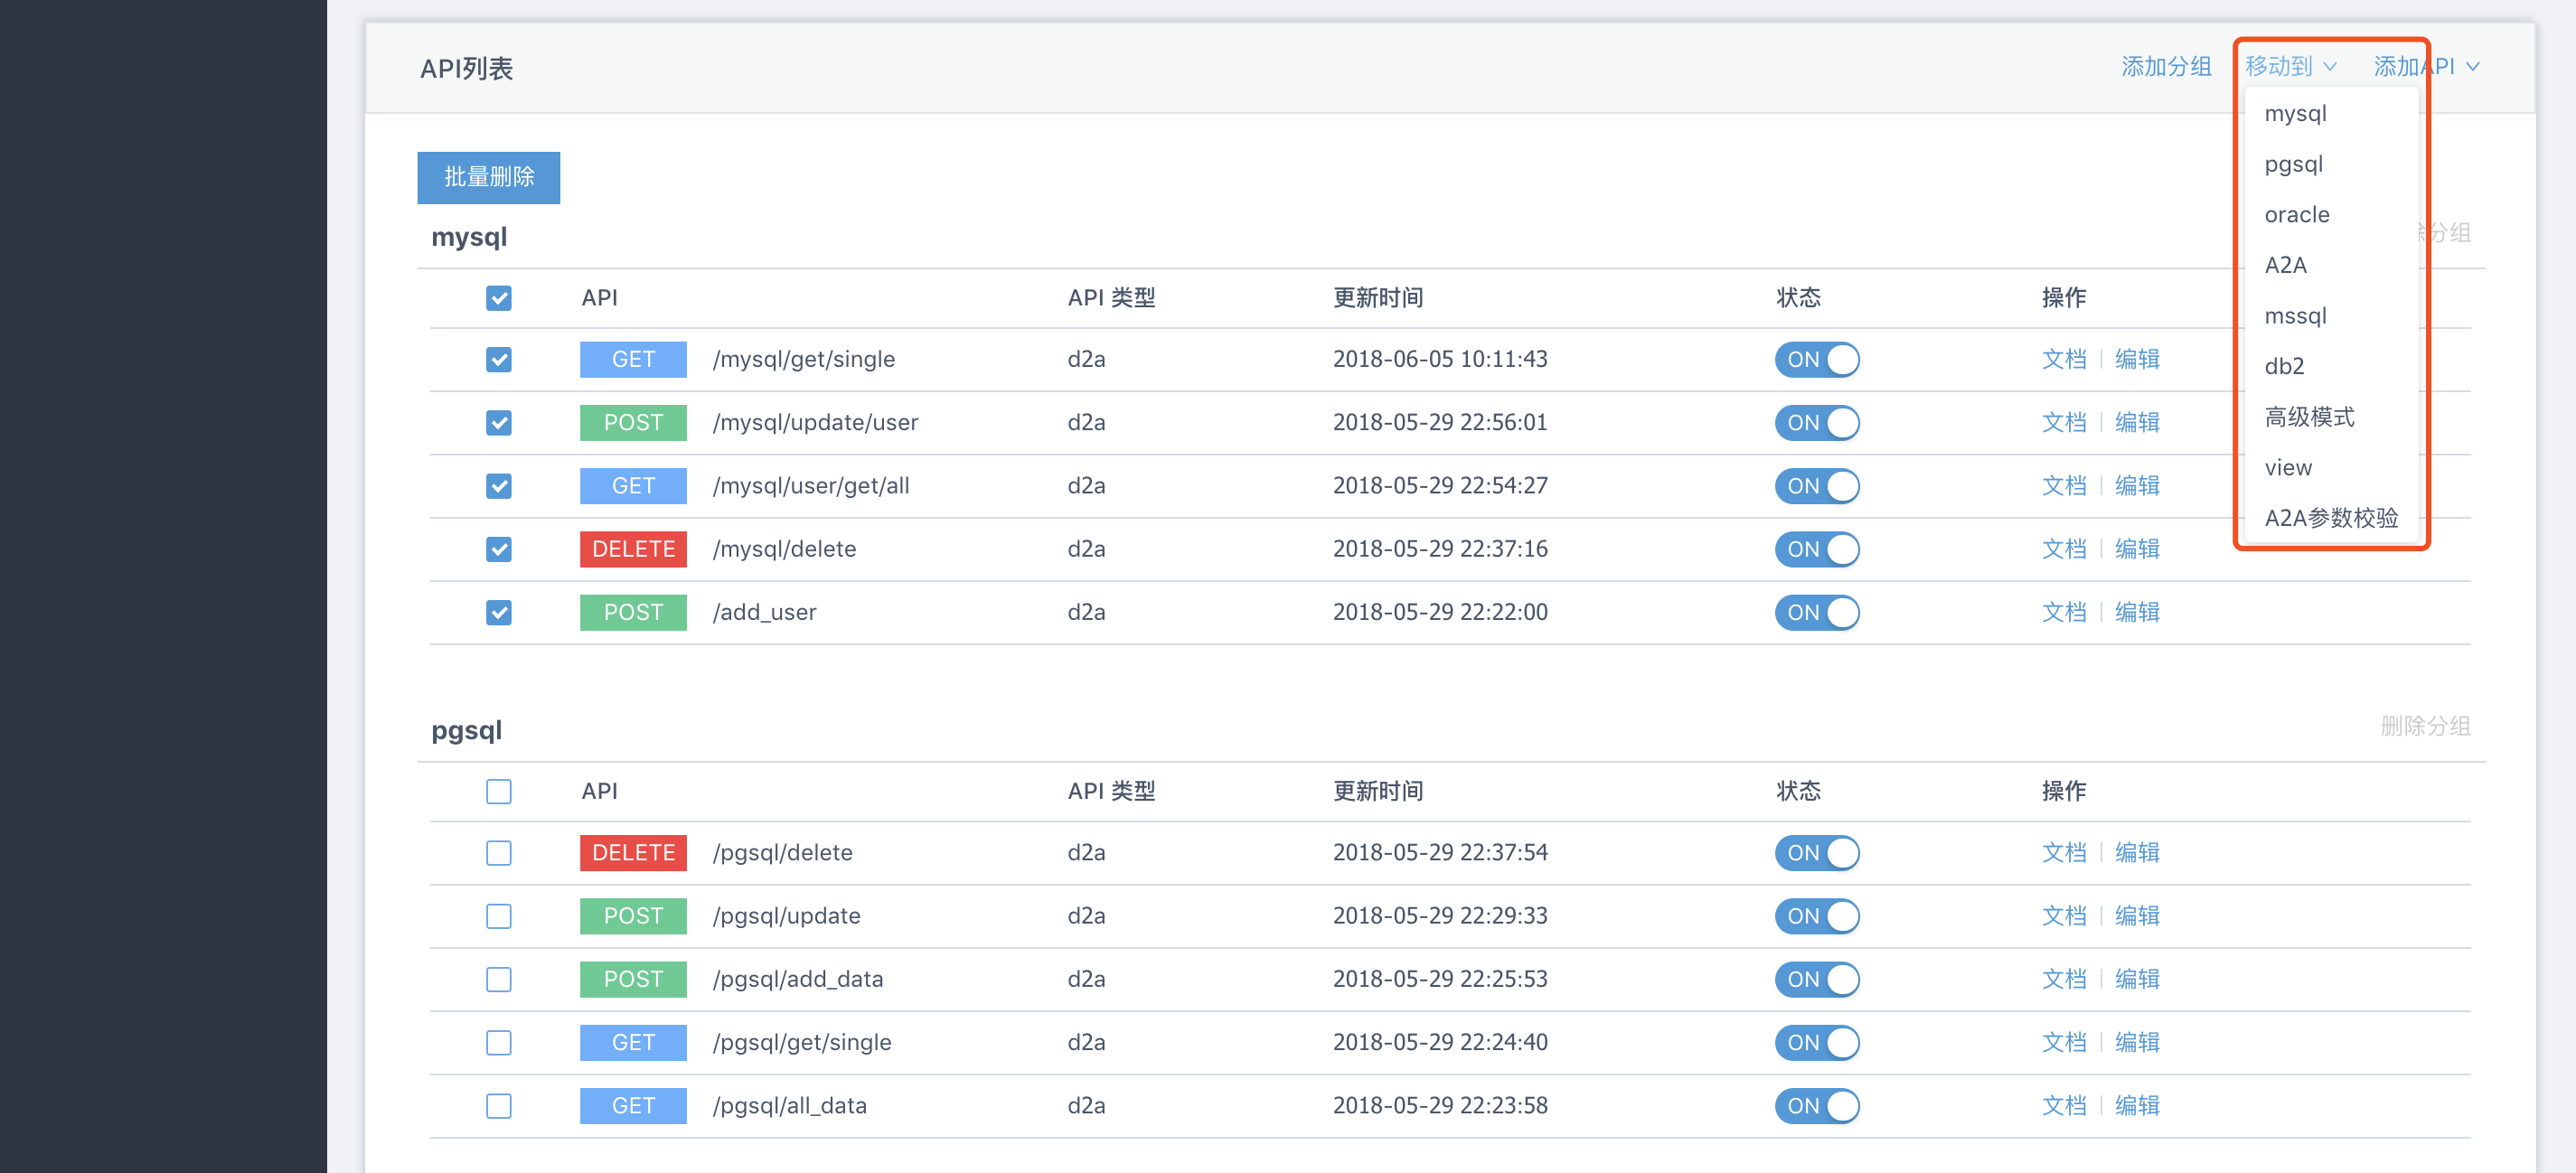 API列表
添加分组 移动到 添加API
mysql
pgsql
oracle
A2A
mssql
db2
高级模式
view
A2A参数校验
批量删除
mysql 分组
API API 类型 更新时间 状态 操作
GET /mysql/get/single d2a 2018-06-05 10:11:43 ON 文档 | 编辑
POST /mysql/update/user d2a 2018-05-29 22:56:01 ON 文档 | 编辑
GET /mysql/user/get/all d2a 2018-05-29 22:54:27 ON 文档 | 编辑
DELETE /mysql/delete d2a 2018-05-29 22:37:16 ON 文档 | 编辑
POST /add_user d2a 2018-05-29 22:22:00 ON 文档 | 编辑
pgsql 删除分组
API API 类型 更新时间 状态 操作
DELETE /pgsql/delete d2a 2018-05-29 22:37:54 ON 文档 | 编辑
POST /pgsql/update d2a 2018-05-29 22:29:33 ON 文档 | 编辑
POST /pgsql/add_data d2a 2018-05-29 22:25:53 ON 文档 | 编辑
GET /pgsql/get/single d2a 2018-05-29 22:24:40 ON 文档 | 编辑
GET /pgsql/all_data d2a 2018-05-29 22:23:58 ON 文档 | 编辑